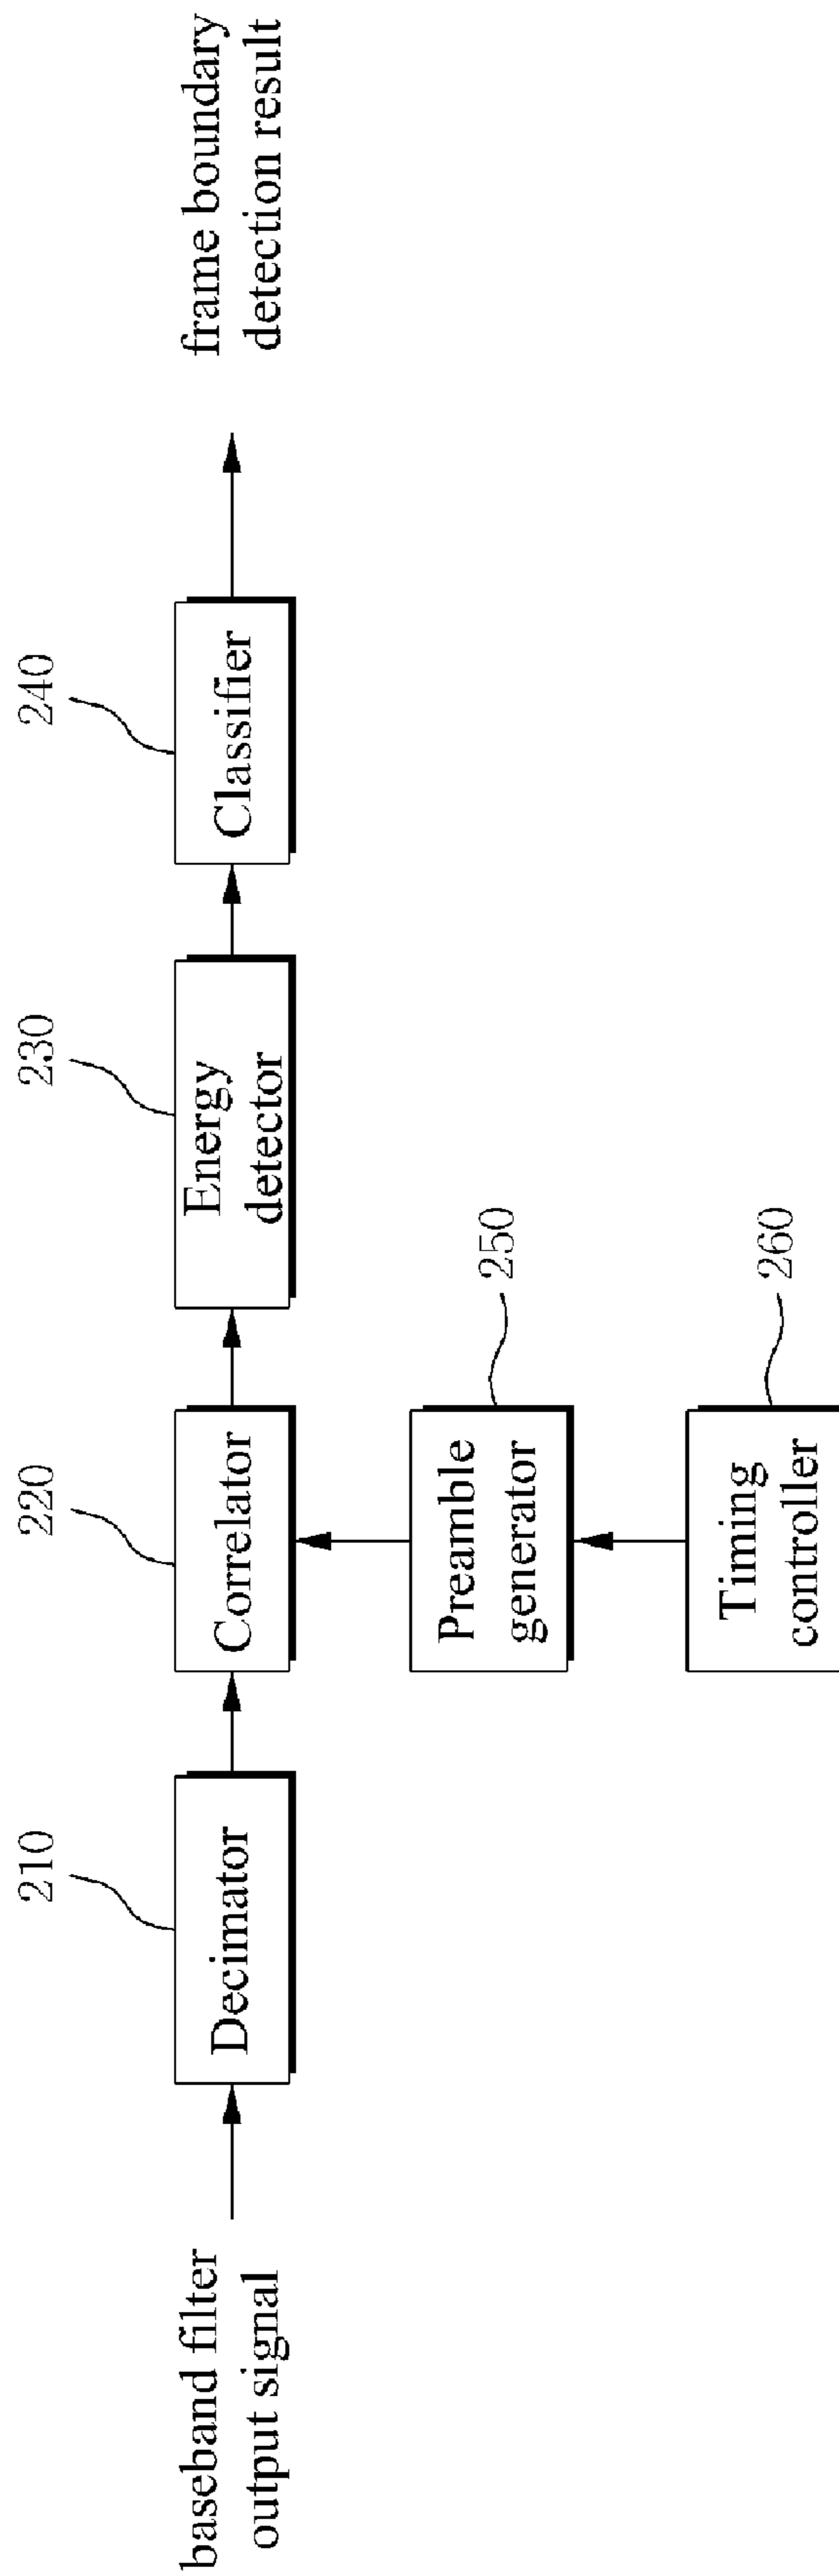 baseband filter
output signal
210
Decimator
220
Correlator
230
Energy
detector
240
Classifier
frame boundary
detection result
250
Preamble
generator
260
Timing
controller